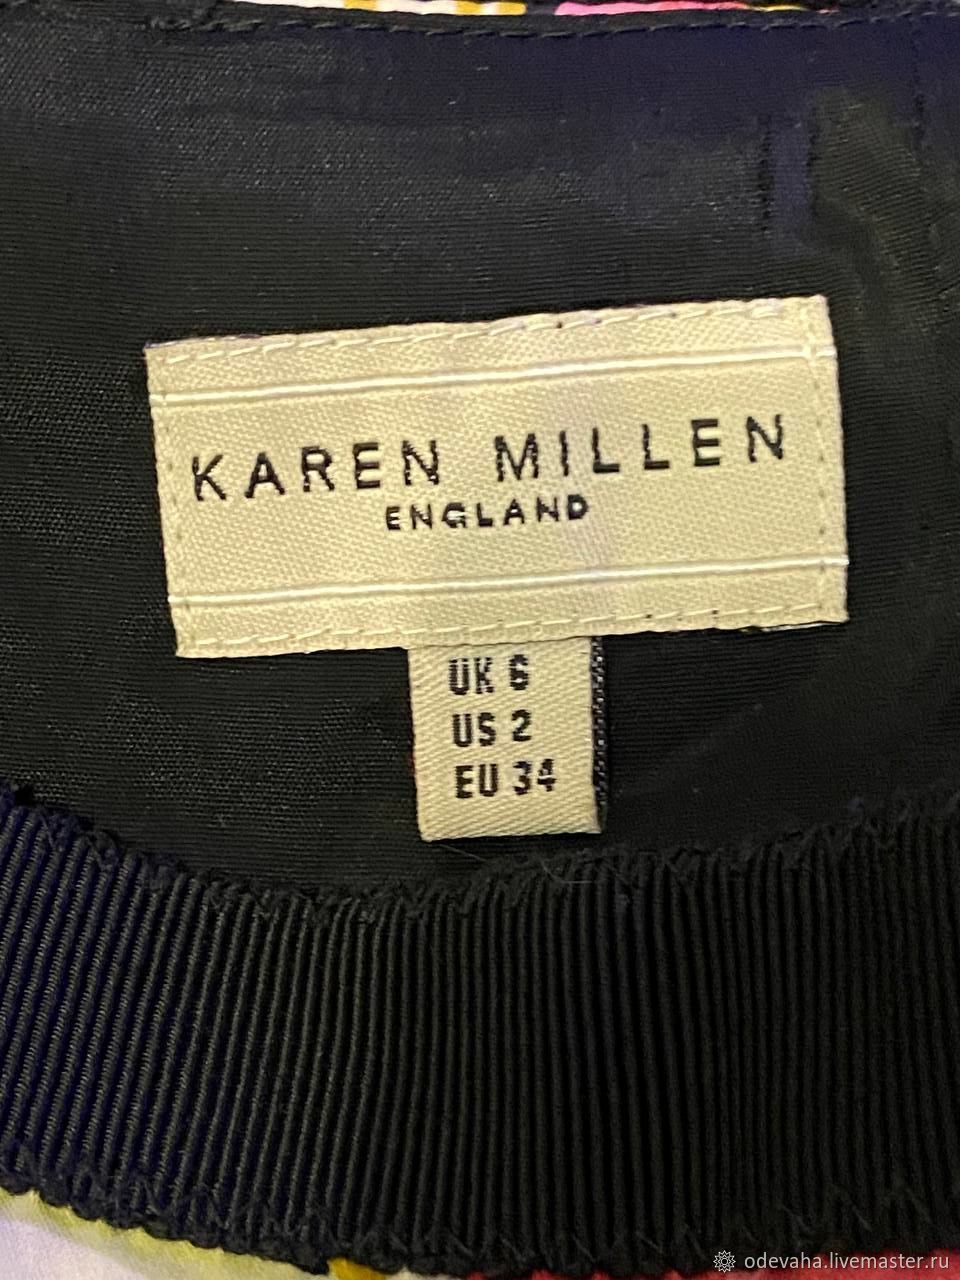 KAREN MILLEN
ENGLAND
UK 6
US 2
EU 34
odevaha.livemaster.ru